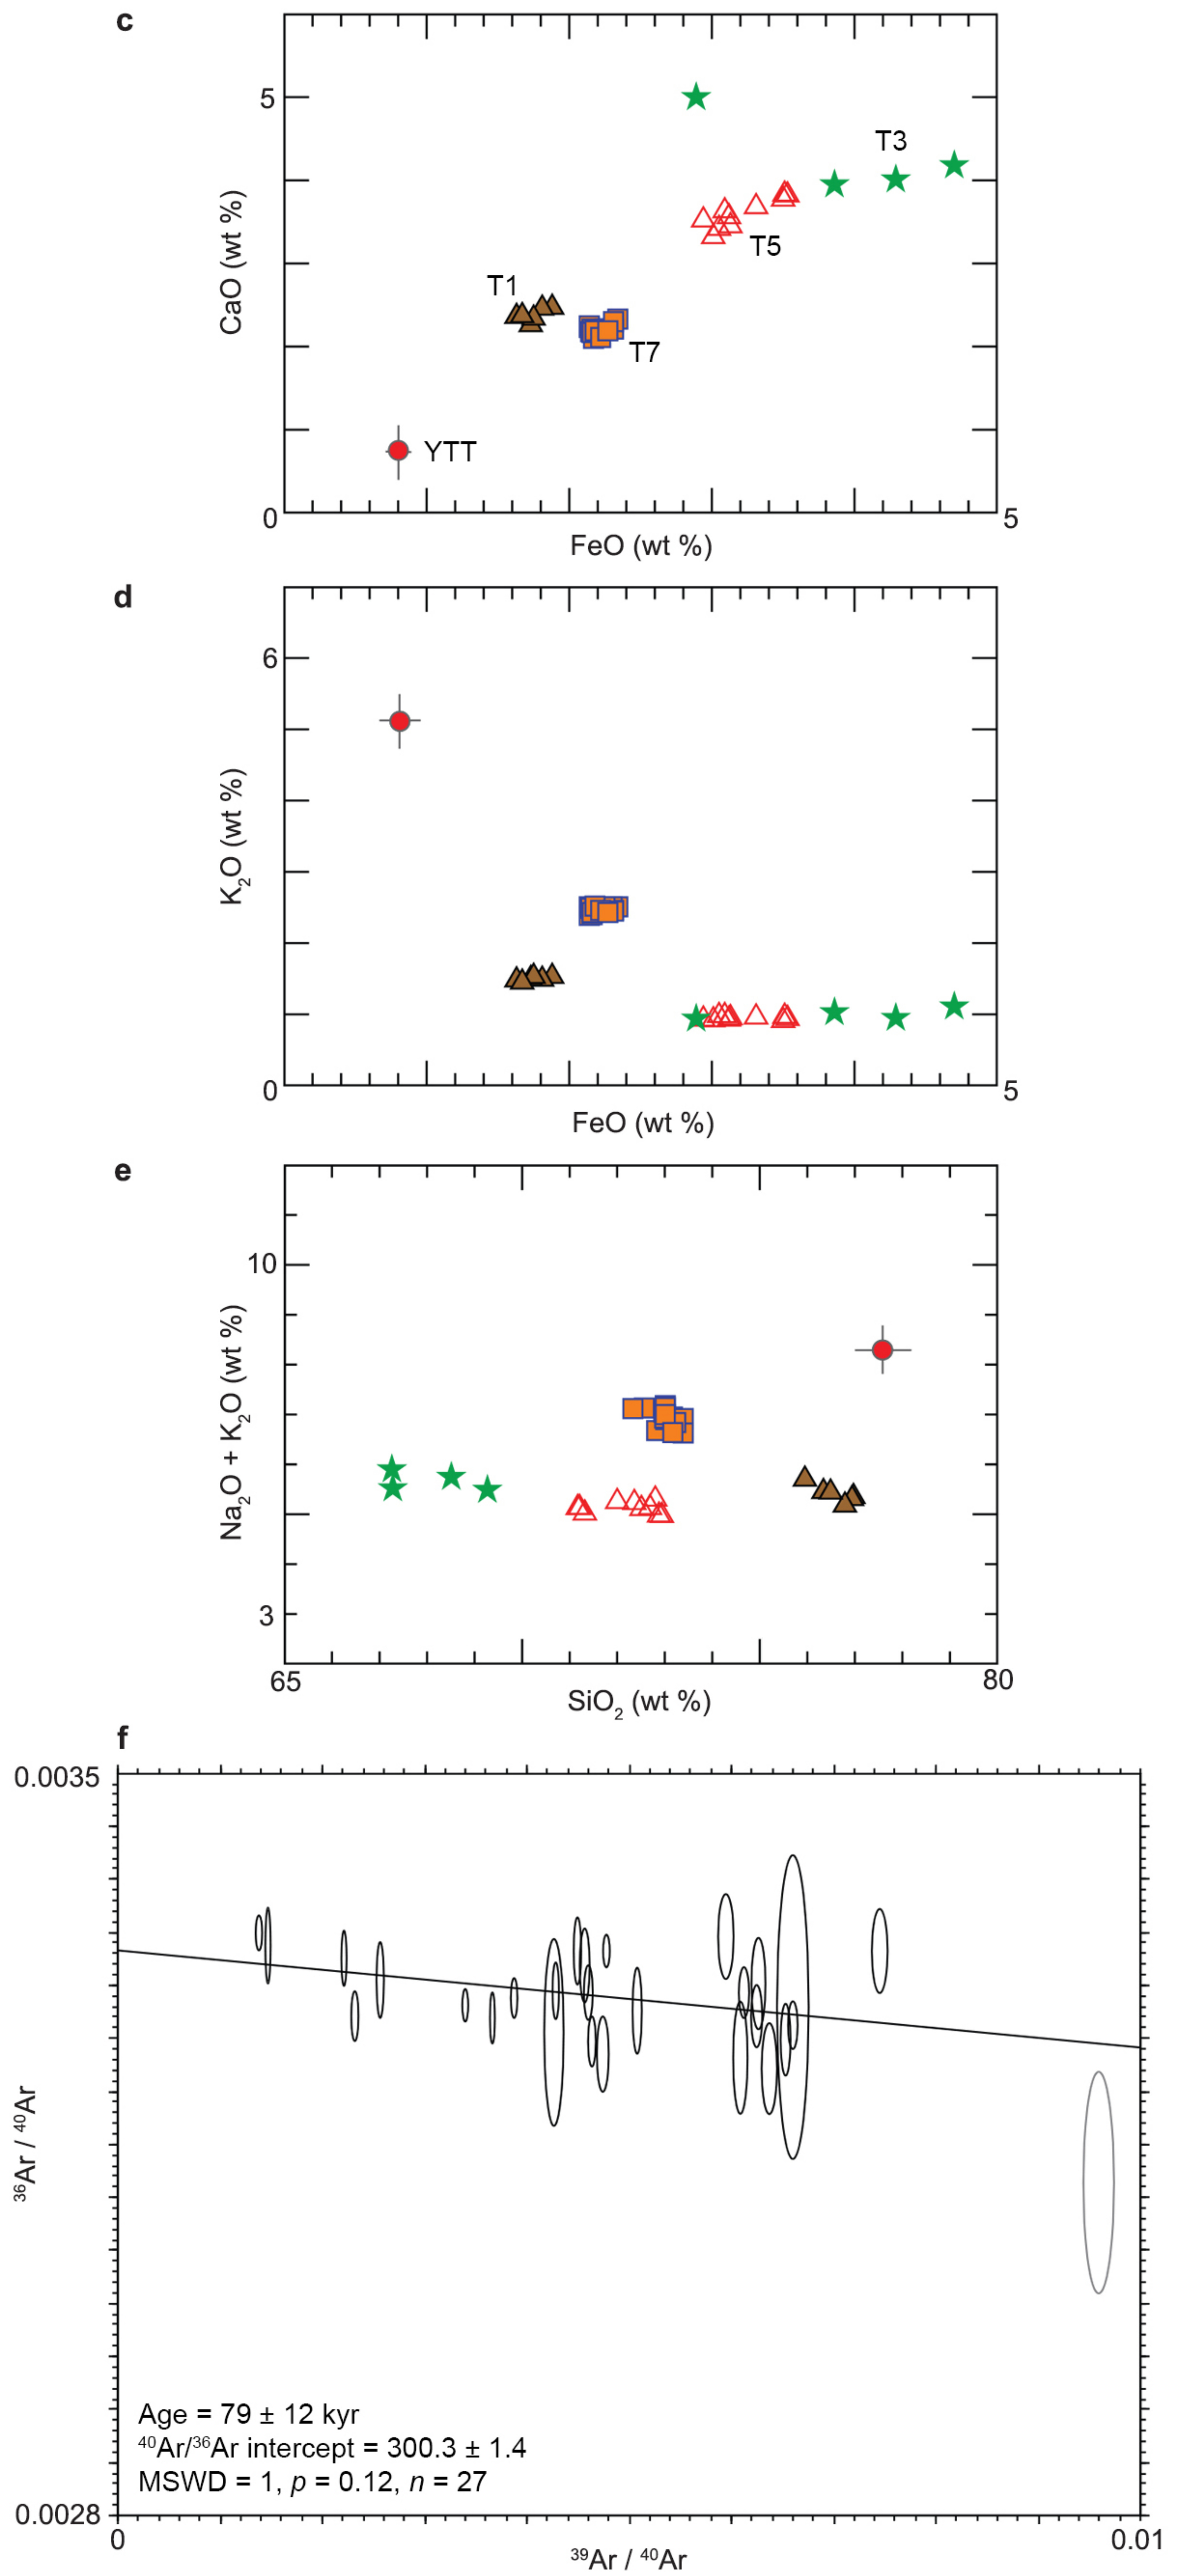 c
5
CaO (wt %)
T3
T5
T1
T7
YTT
0
5
FeO (wt %)
d
6
K₂O (wt %)
0
5
FeO (wt %)
e
10
Na₂O + K₂O (wt %)
3
65
80
SiO₂ (wt %)
f
0.0035
³⁶Ar / ⁴⁰Ar
Age = 79 ± 12 kyr
⁴⁰Ar/³⁶Ar intercept = 300.3 ± 1.4
MSWD = 1, p = 0.12, n = 27
0.0028
0
0.01
³⁹Ar / ⁴⁰Ar